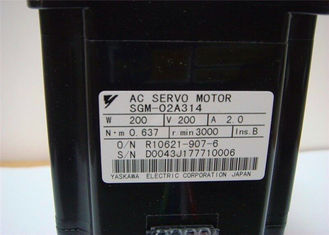 AC SERVO MOTOR
SGM-02A314
W 200 V 200 A 2.0
N·m 0.637 r/min 3000 Ins.B
O/N R10621-907-6
S/N D0043J177710006
YASKAWA ELECTRIC CORPORATION JAPAN